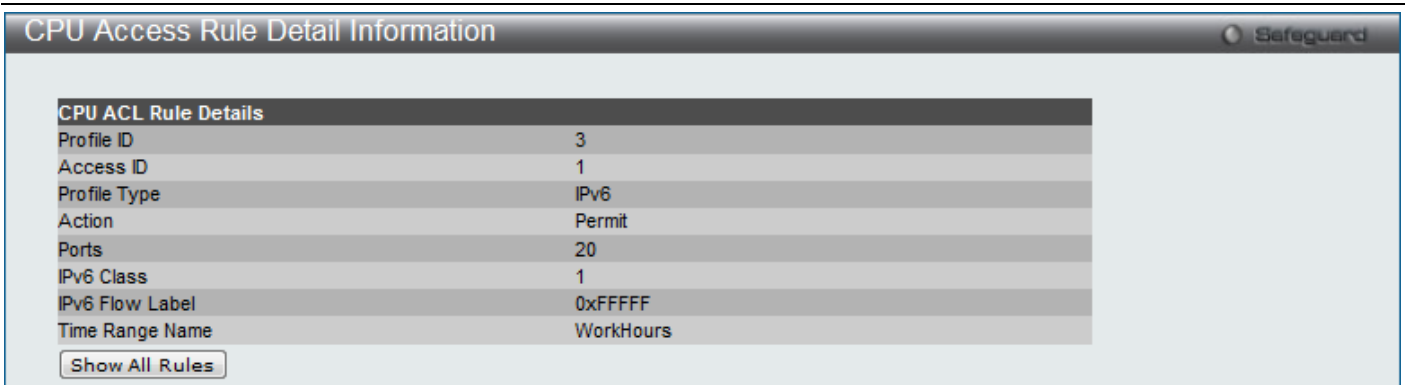 CPU Access Rule Detail Information
Safeguard
CPU ACL Rule Details
Profile ID 3
Access ID 1
Profile Type IPv6
Action Permit
Ports 20
IPv6 Class 1
IPv6 Flow Label 0xFFFFF
Time Range Name WorkHours
Show All Rules